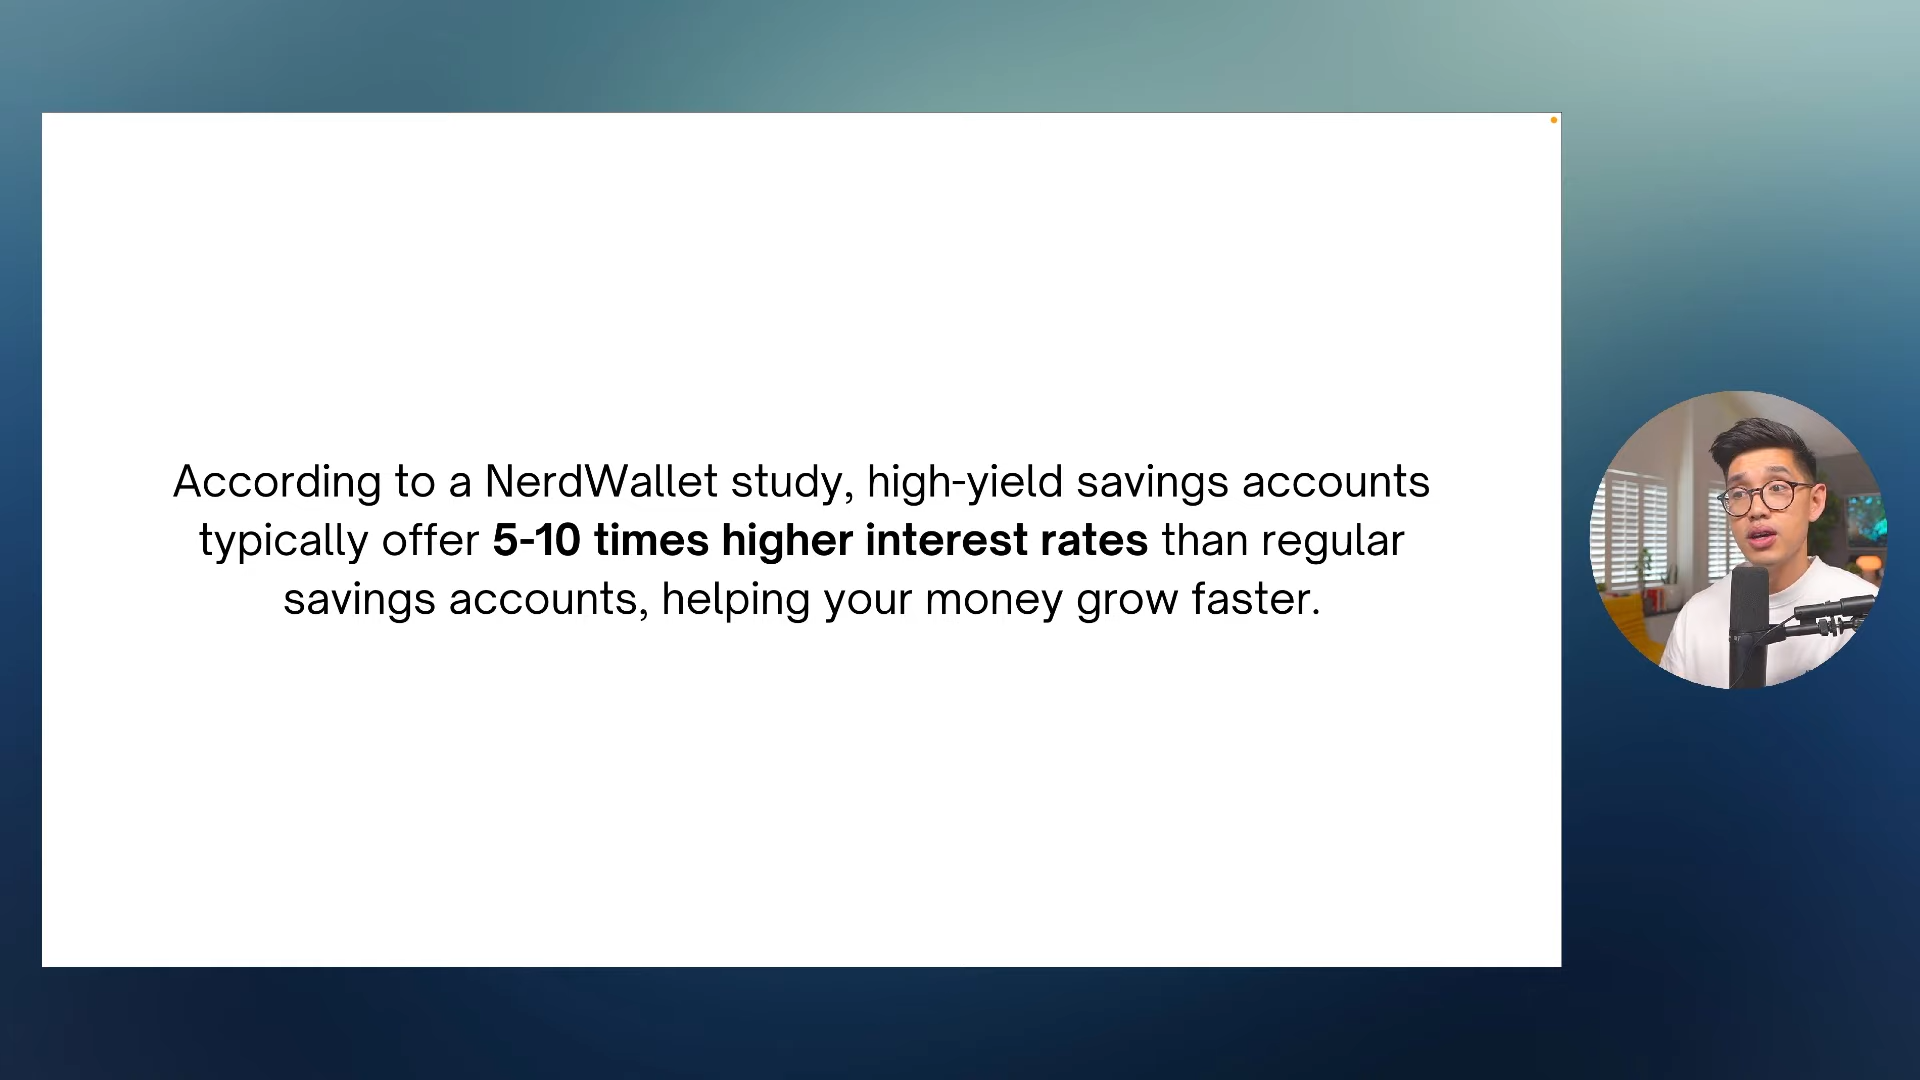 According to a NerdWallet study, high-yield savings accounts
typically offer 5-10 times higher interest rates than regular
savings accounts, helping your money grow faster.